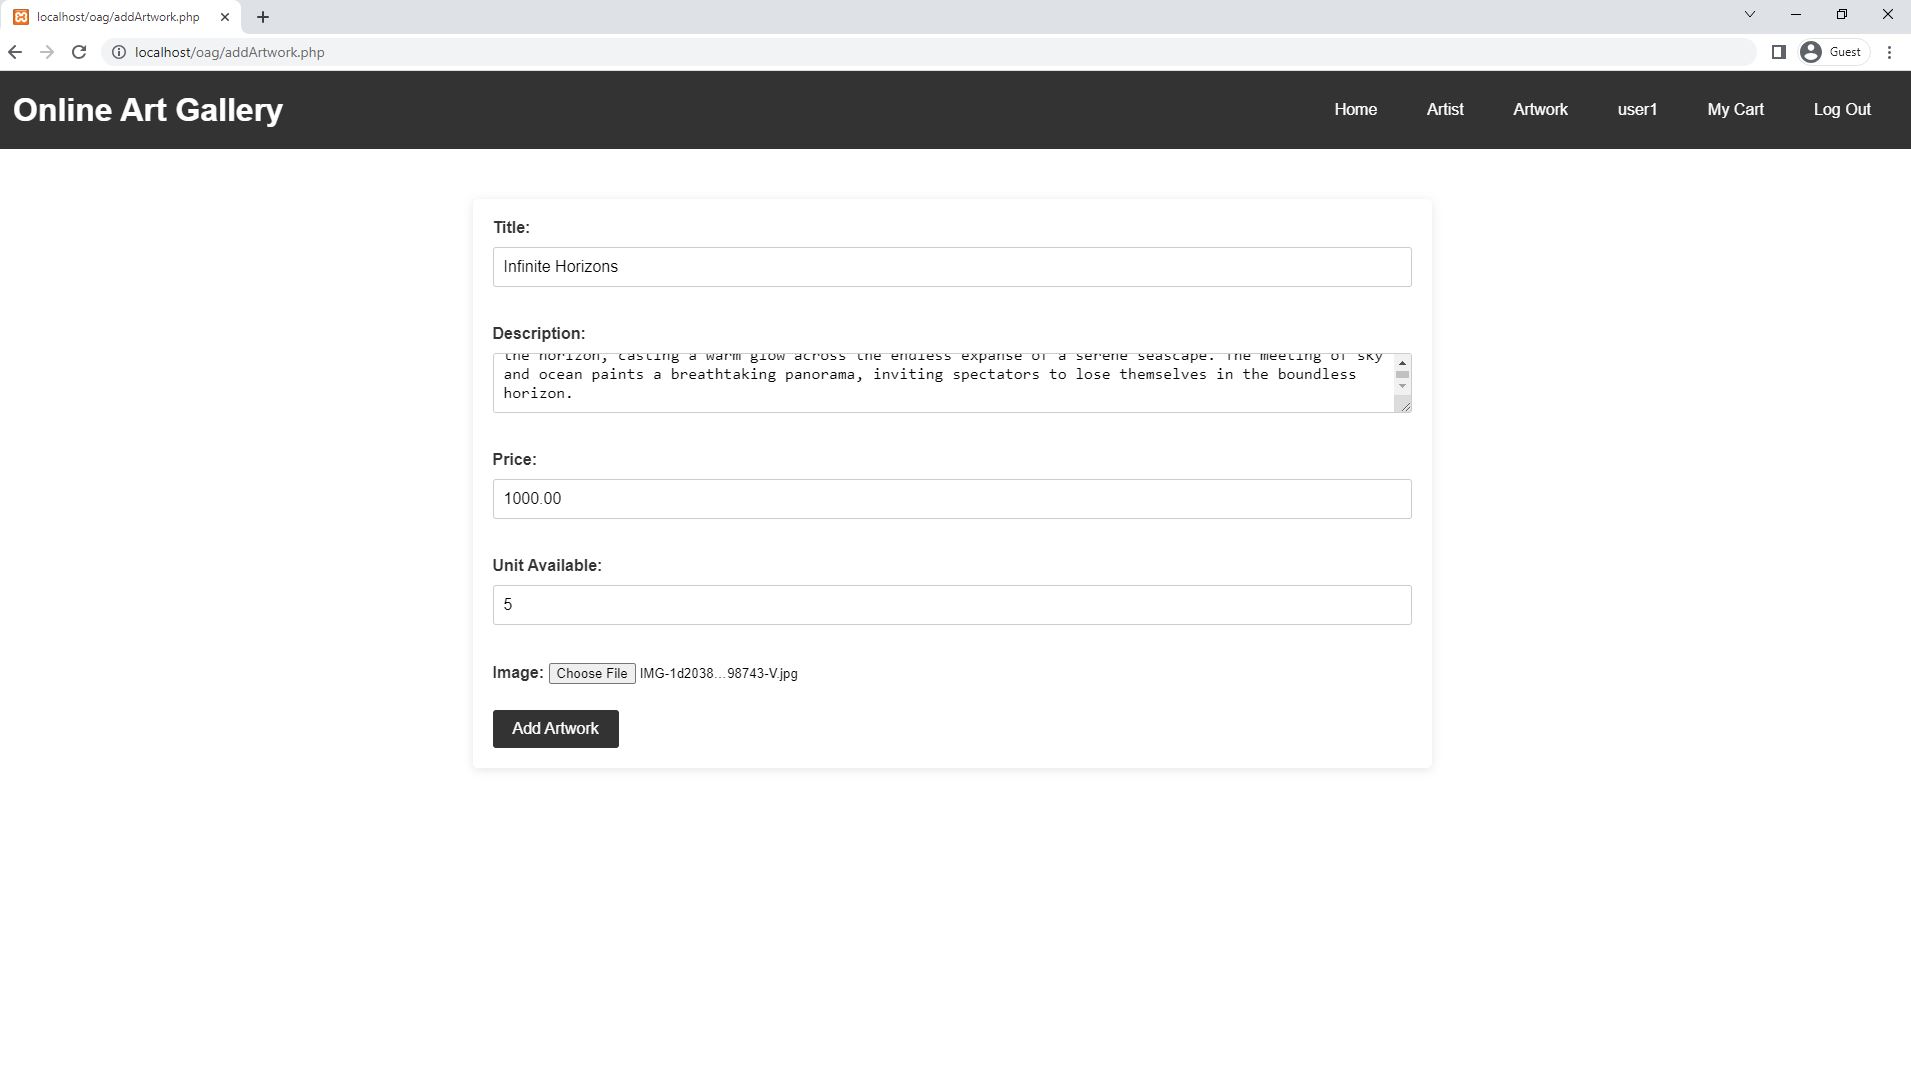 localhost/oag/addArtwork.php
localhost/oag/addArtwork.php
Guest
Online Art Gallery
Home
Artist
Artwork
user1
My Cart
Log Out
Title:
Infinite Horizons
Description:
the horizon, casting a warm glow across the endless expanse of a serene seascape. The meeting of sky
and ocean paints a breathtaking panorama, inviting spectators to lose themselves in the boundless
horizon.
Price:
1000.00
Unit Available:
5
Image: Choose File IMG-1d2038...98743-V.jpg
Add Artwork